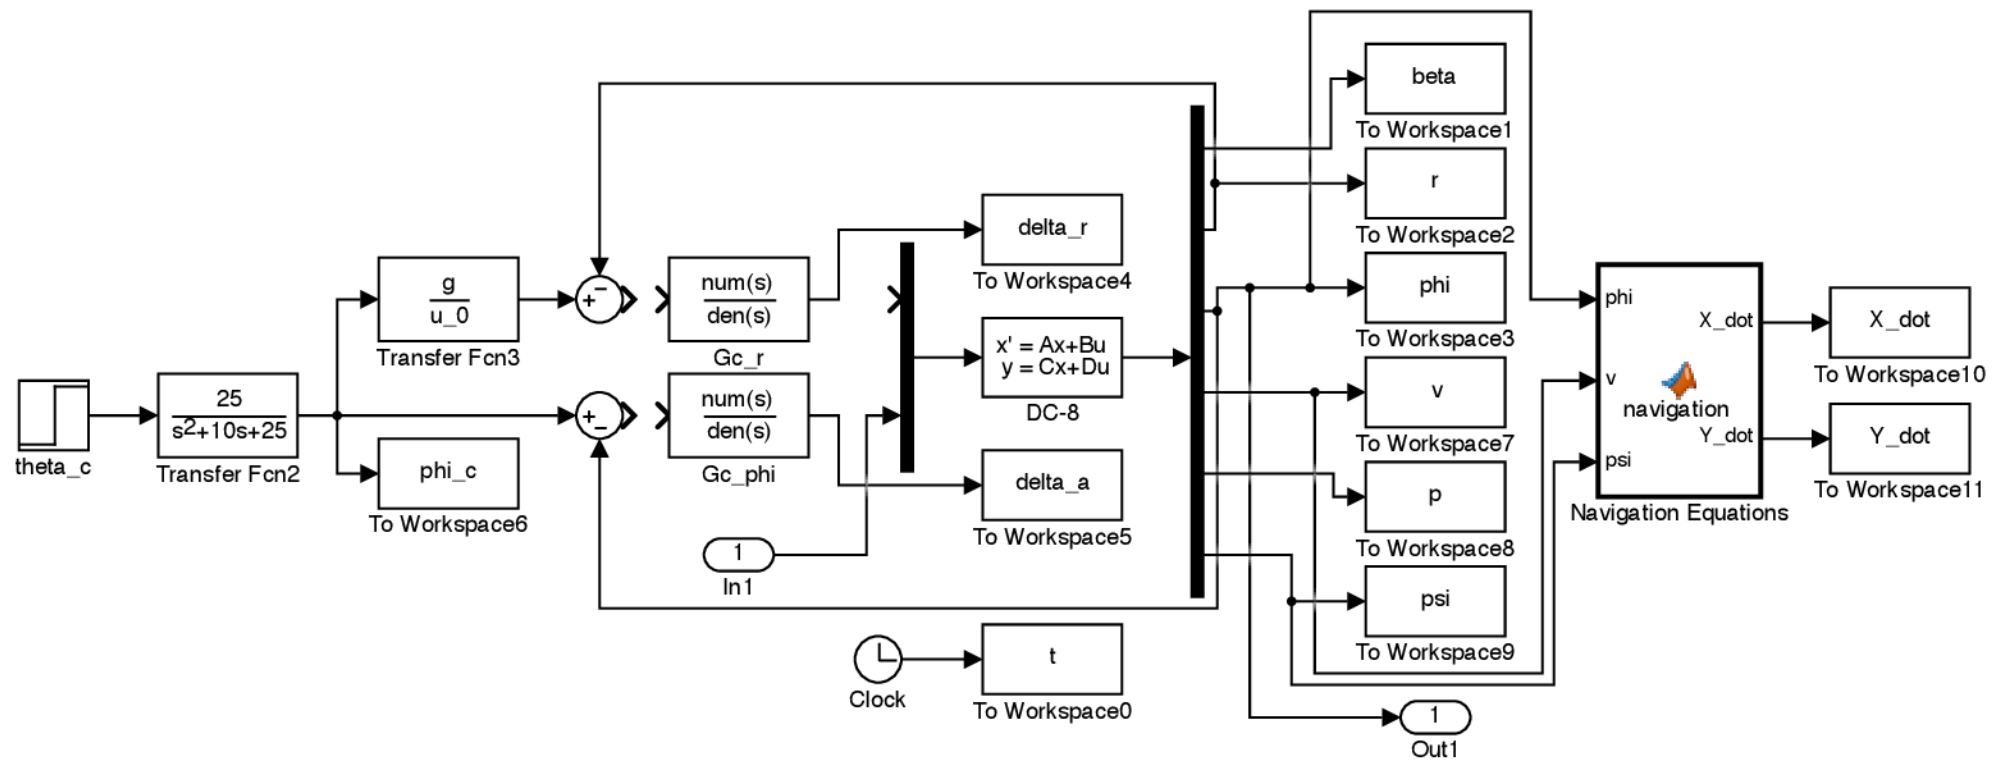 theta_c
25
s2+10s+25
Transfer Fcn2
g
u_0
Transfer Fcn3
phi_c
To Workspace6
+
−
+
−
num(s)
den(s)
Gc_r
num(s)
den(s)
Gc_phi
1
In1
Clock
delta_r
To Workspace4
x' = Ax+Bu
y = Cx+Du
DC-8
delta_a
To Workspace5
t
To Workspace0
beta
To Workspace1
r
To Workspace2
phi
To Workspace3
v
To Workspace7
p
To Workspace8
psi
To Workspace9
1
Out1
phi
v
psi
navigation
X_dot
Y_dot
Navigation Equations
X_dot
To Workspace10
Y_dot
To Workspace11